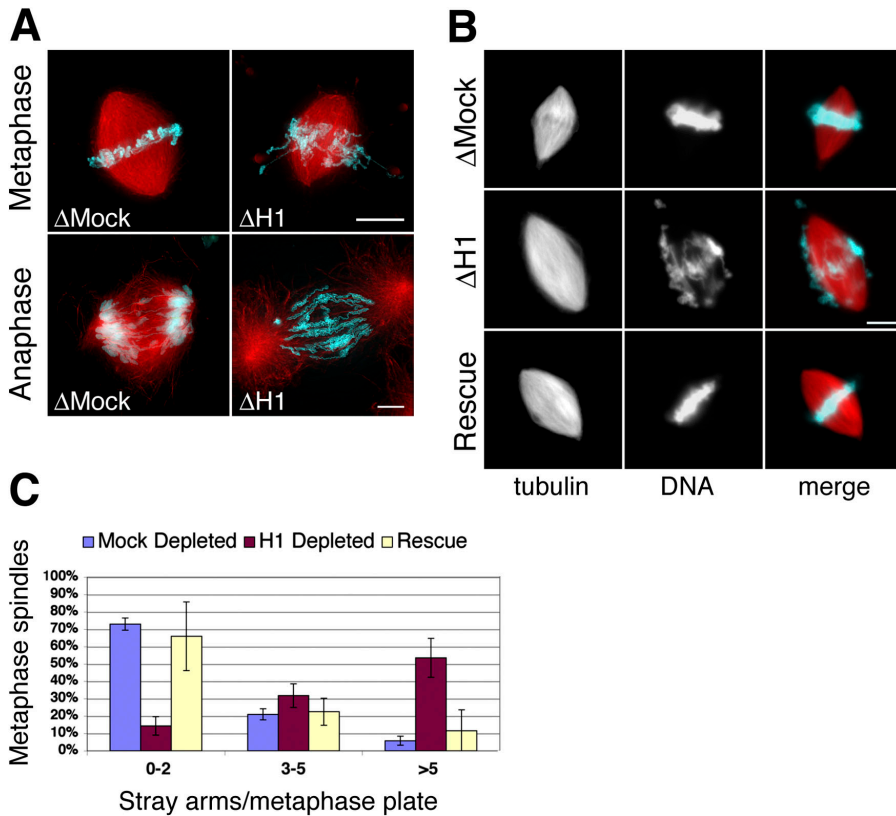 A
Metaphase
ΔMock
ΔH1
Anaphase
ΔMock
ΔH1
B
ΔMock
ΔH1
Rescue
tubulin
DNA
merge
C
Mock Depleted
H1 Depleted
Rescue
Metaphase spindles
100%
90%
80%
70%
60%
50%
40%
30%
20%
10%
0%
0-2
3-5
>5
Stray arms/metaphase plate